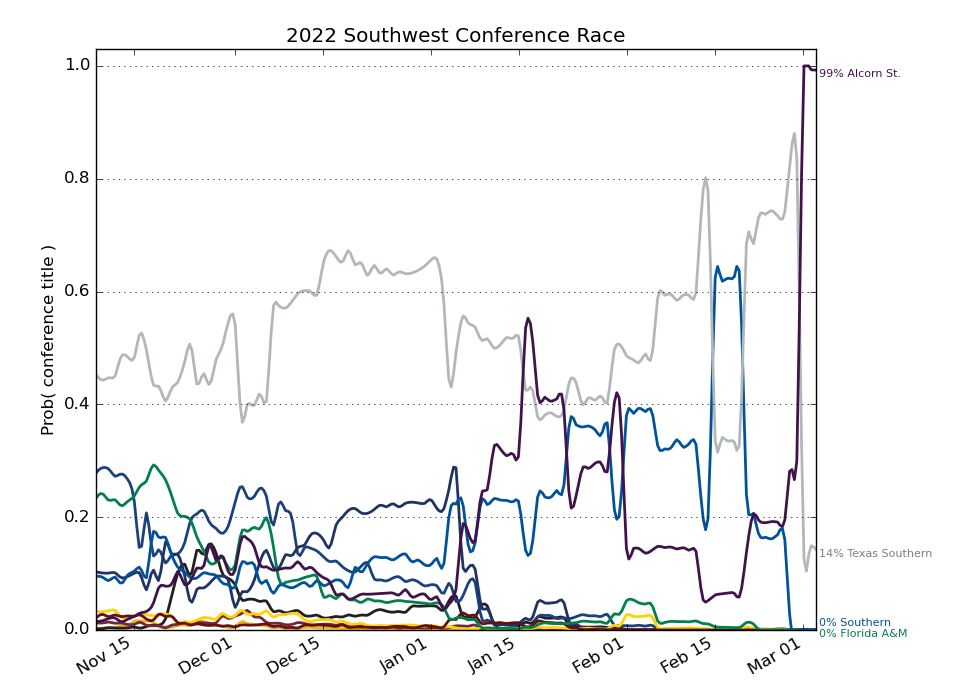 2022 Southwest Conference Race
1.0
99% Alcorn St.
0.8
0.6
Prob( conference title )
0.4
0.2
14% Texas Southern
0.0
0% Southern
0% Florida A&M
Nov 15
Dec 01
Dec 15
Jan 01
Jan 15
Feb 01
Feb 15
Mar 01